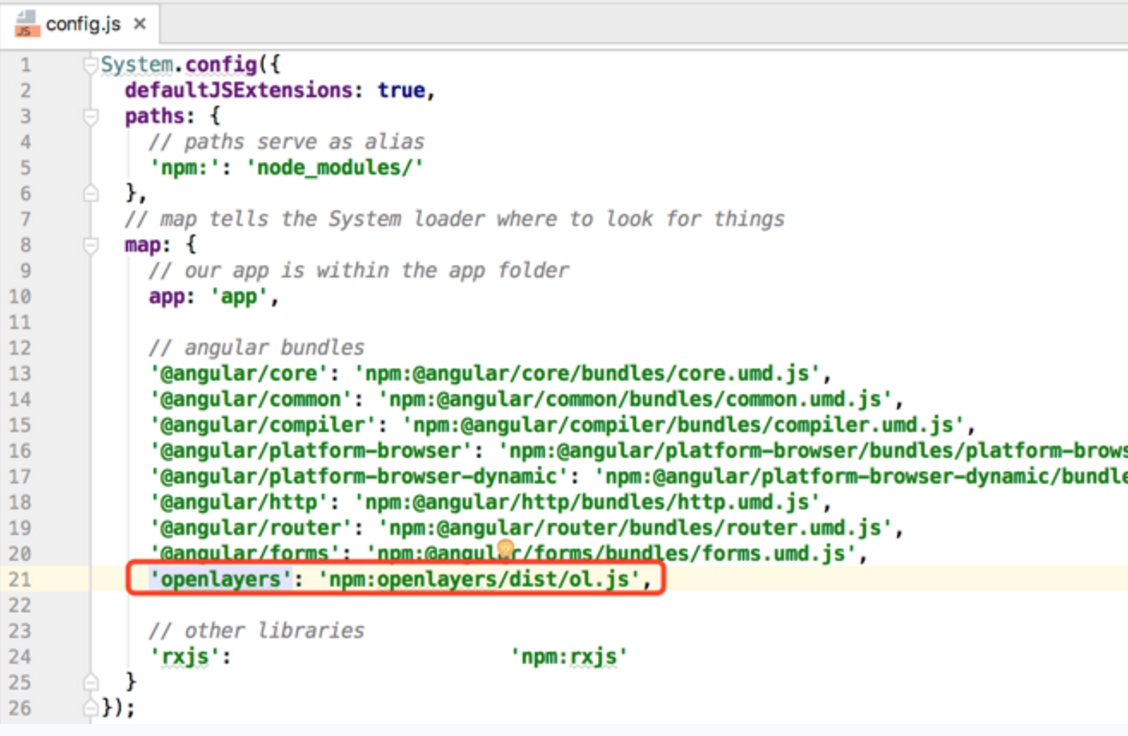 JS config.js ×
1 System.config({
2 defaultJSExtensions: true,
3 paths: {
4 // paths serve as alias
5 'npm:': 'node_modules/'
6 },
7 // map tells the System loader where to look for things
8 map: {
9 // our app is within the app folder
10 app: 'app',
11
12 // angular bundles
13 '@angular/core': 'npm:@angular/core/bundles/core.umd.js',
14 '@angular/common': 'npm:@angular/common/bundles/common.umd.js',
15 '@angular/compiler': 'npm:@angular/compiler/bundles/compiler.umd.js',
16 '@angular/platform-browser': 'npm:@angular/platform-browser/bundles/platform-brows
17 '@angular/platform-browser-dynamic': 'npm:@angular/platform-browser-dynamic/bundle
18 '@angular/http': 'npm:@angular/http/bundles/http.umd.js',
19 '@angular/router': 'npm:@angular/router/bundles/router.umd.js',
20 '@angular/forms': 'npm:@angular/forms/bundles/forms.umd.js',
21 'openlayers': 'npm:openlayers/dist/ol.js',
22
23 // other libraries
24 'rxjs': 'npm:rxjs'
25 }
26 });